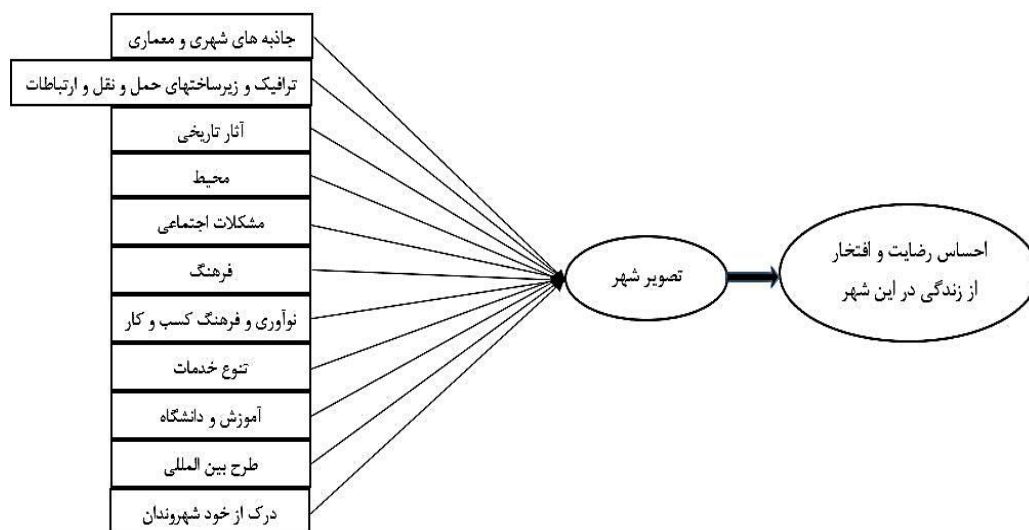 جاذبه های شهری و معماری
ترافیک و زیرساختهای حمل و نقل و ارتباطات
آثار تاریخی
محیط
مشکلات اجتماعی
فرهنگ
نوآوری و فرهنگ کسب و کار
تنوع خدمات
آموزش و دانشگاه
طرح بین المللی
درک از خود شهروندان
تصویر شهر
احساس رضایت و افتخار
از زندگی در این شهر